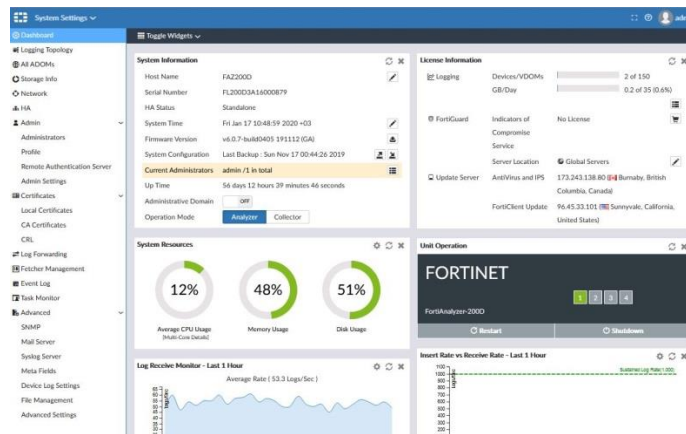 System Settings
adm
Dashboard
Toggle Widgets
Logging Topology
All ADOMs
Storage Info
Network
HA
Admin
Administrators
Profile
Remote Authentication Server
Admin Settings
Certificates
Local Certificates
CA Certificates
CRL
Log Forwarding
Fetcher Management
Event Log
Task Monitor
Advanced
SNMP
Mail Server
Syslog Server
Meta Fields
Device Log Settings
File Management
Advanced Settings
System Information
Host Name FAZ200D
Serial Number FL200D3A16000879
HA Status Standalone
System Time Fri Jan 17 10:48:59 2020 +03
Firmware Version v6.0.7-build0405 191112 (GA)
System Configuration Last Backup : Sun Nov 17 00:44:26 2019
Current Administrators admin /1 in total
Up Time 56 days 12 hours 39 minutes 46 seconds
Administrative Domain OFF
Operation Mode Analyzer Collector
License Information
Logging Devices/VDOMs 2 of 150
GB/Day 0.2 of 35 (0.6%)
FortiGuard Indicators of No License
Compromise
Service
Server Location Global Servers
Update Server AntiVirus and IPS 173.243.138.80 Burnaby, British
Columbia, Canada)
FortiClient Update 96.45.33.101 Sunnyvale, California,
United States)
System Resources
12% 48% 51%
Average CPU Usage Memory Usage Disk Usage
[Multi-Core Details]
Unit Operation
FORTINET
1 2 3 4
FortiAnalyzer-200D
Restart Shutdown
Log Receive Monitor - Last 1 Hour
Average Rate ( 53.3 Logs/Sec )
65
60
55
50
45
40
35
30
Insert Rate vs Receive Rate - Last 1 Hour
1000
900
800
700
600
500
400
300
200